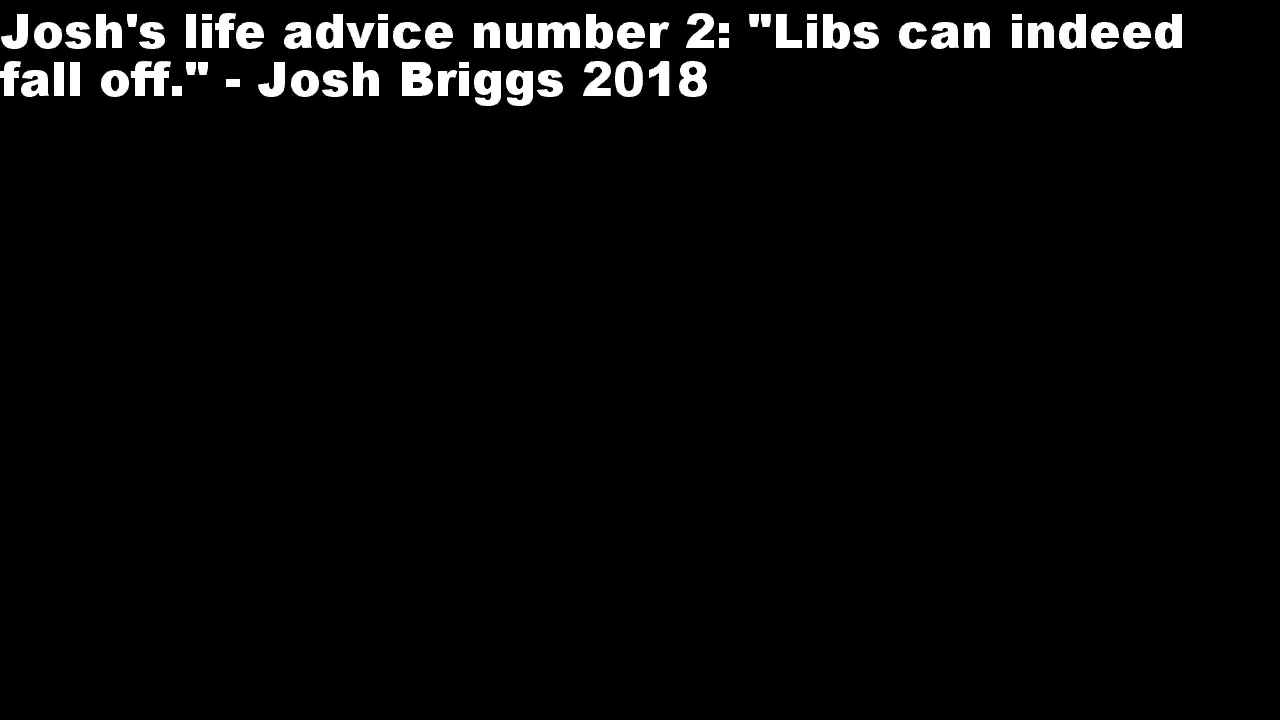 Josh's life advice number 2: "Libs can indeed
fall off." - Josh Briggs 2018